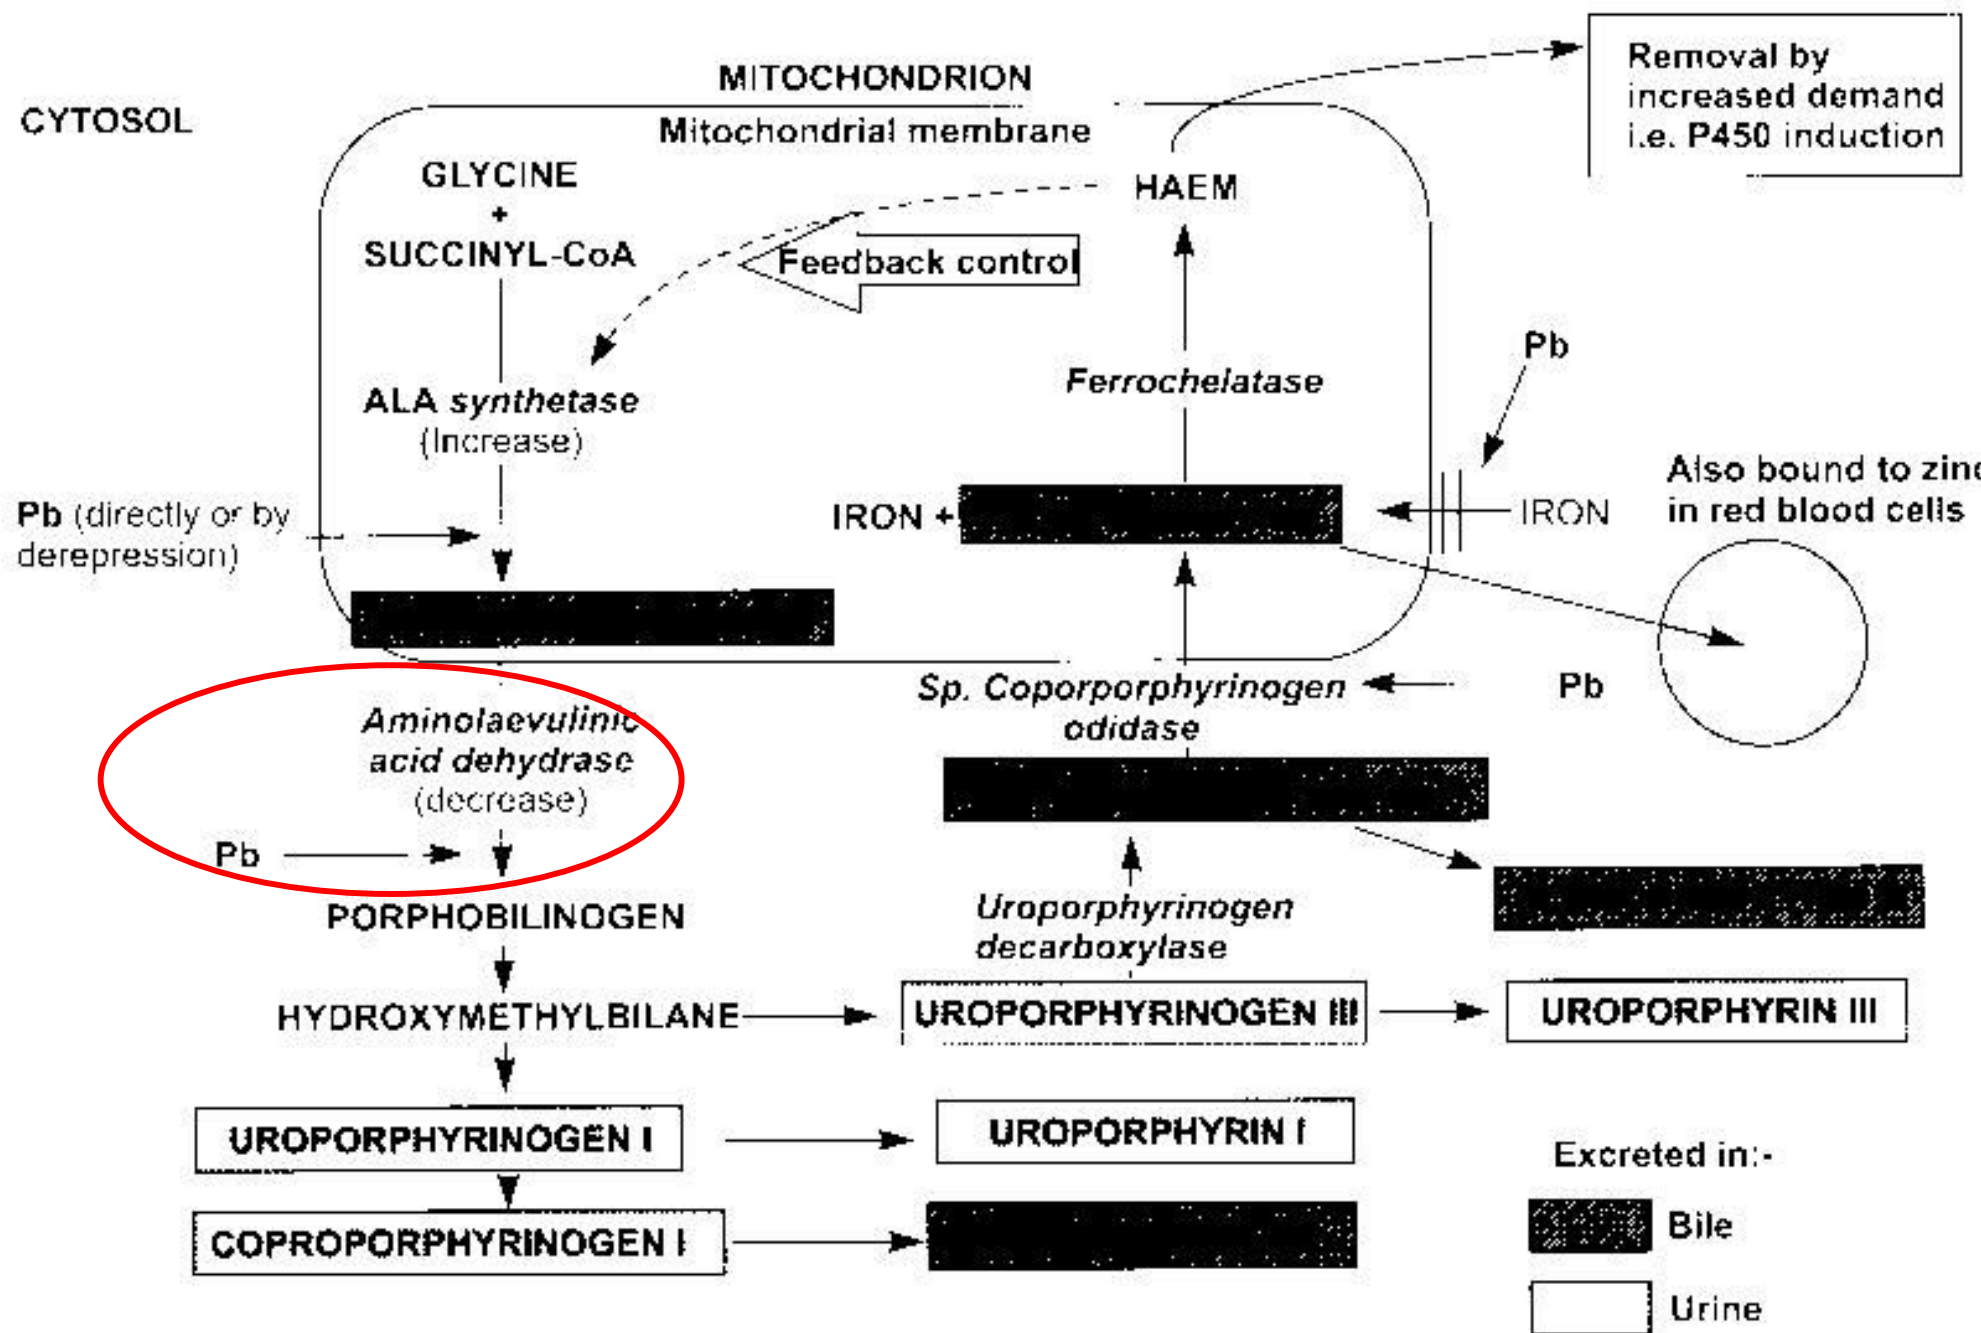 MITOCHONDRION
CYTOSOL
Mitochondrial membrane
Removal by
increased demand
i.e. P450 induction
GLYCINE
+
SUCCINYL-CoA
HAEM
Feedback control
ALA synthetase
(Increase)
Ferrochelatase
Pb
Pb (directly or by
derepression)
IRON +
IRON
Also bound to zinc
in red blood cells
Aminolaevulinic
acid dehydrase
(decrease)
Pb
Sp. Coporporphyrinogen
odidase
Pb
PORPHOBILINOGEN
Uroporphyrinogen
decarboxylase
HYDROXYMETHYLBILANE
UROPORPHYRINOGEN III
UROPORPHYRIN III
UROPORPHYRINOGEN I
UROPORPHYRIN I
COPROPORPHYRINOGEN I
Excreted in:-
Bile
Urine